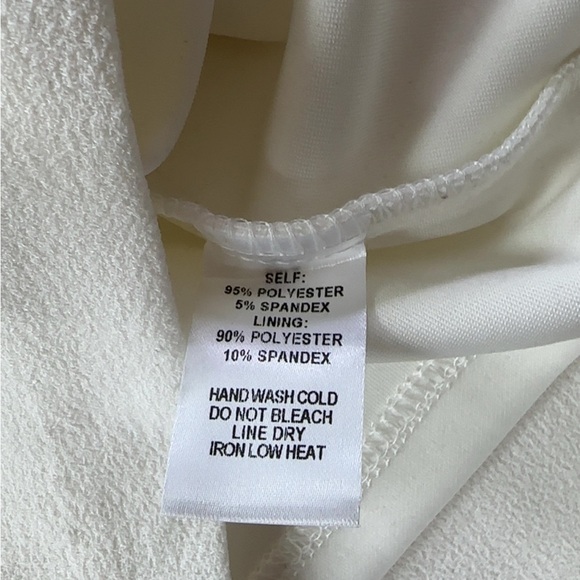 SELF:
95% POLYESTER
5% SPANDEX
LINING:
90% POLYESTER
10% SPANDEX
HAND WASH COLD
DO NOT BLEACH
LINE DRY
IRON LOW HEAT